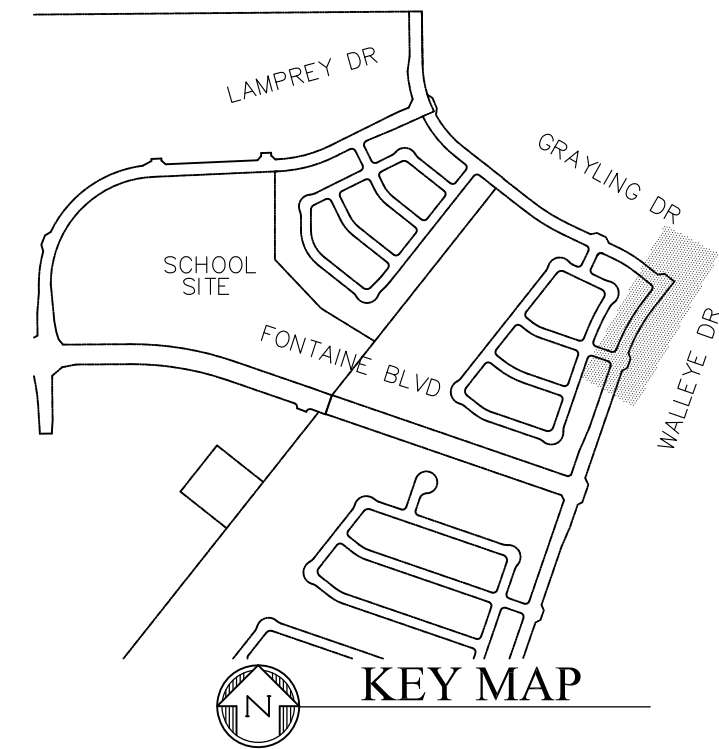 LAMPREY DR
GRAYLING DR
SCHOOL
SITE
FONTAINE BLVD
WALLEYE DR
N
KEY MAP